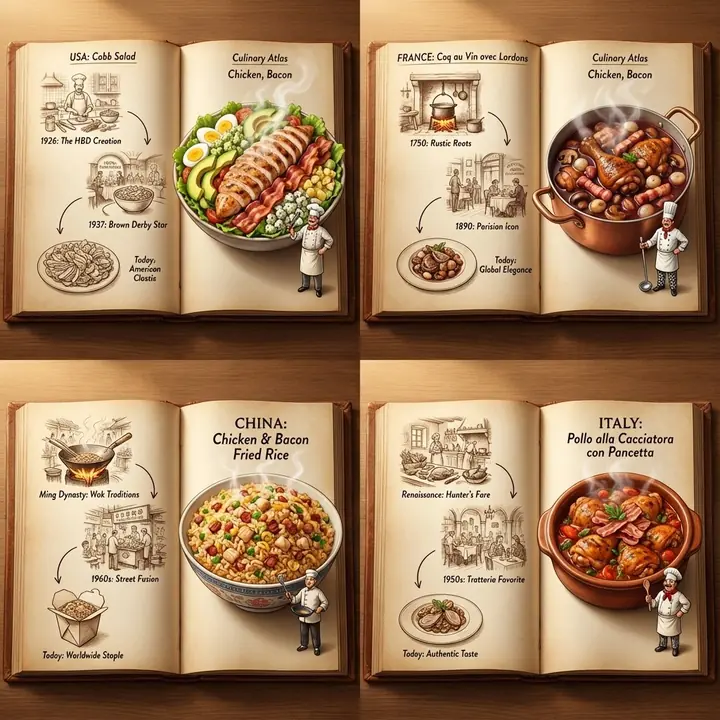 USA: Cobb Salad
1926: The HBD Creation
1937: Brown Derby Star
Today:
American
Clastis
Culinary Atlas
Chicken, Bacon
FRANCE: Coq au Vin avec Lordons
1750: Rustic Roots
1890: Porision icon
Today:
Global Elegance
Culinary Atlas
Chicken, Bacon
Ming Dynasty: Wok Traditions
1960s: Street Fusion
Today: Worldwide Stople
CHINA:
Chicken & Bacon
Fried Rice
Renaissance: Hunter's Fare
1950s: Tratterie Favorite
Today: Authentic Taste
ITALY:
Pollo alla Cacciatora
con Pancetta